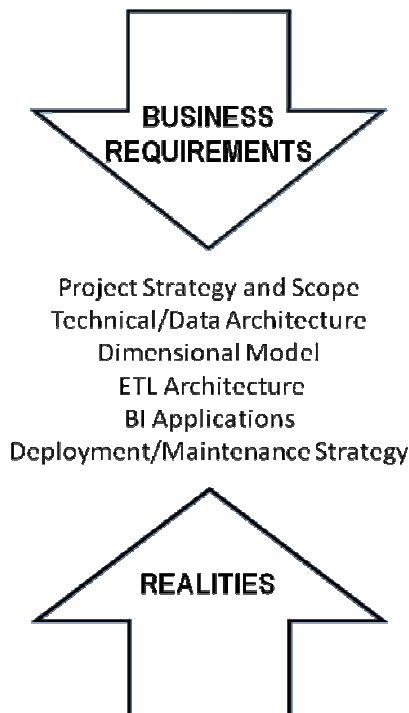 BUSINESS
REQUIREMENTS
Project Strategy and Scope
Technical/Data Architecture
Dimensional Model
ETL Architecture
BI Applications
Deployment/Maintenance Strategy
REALITIES